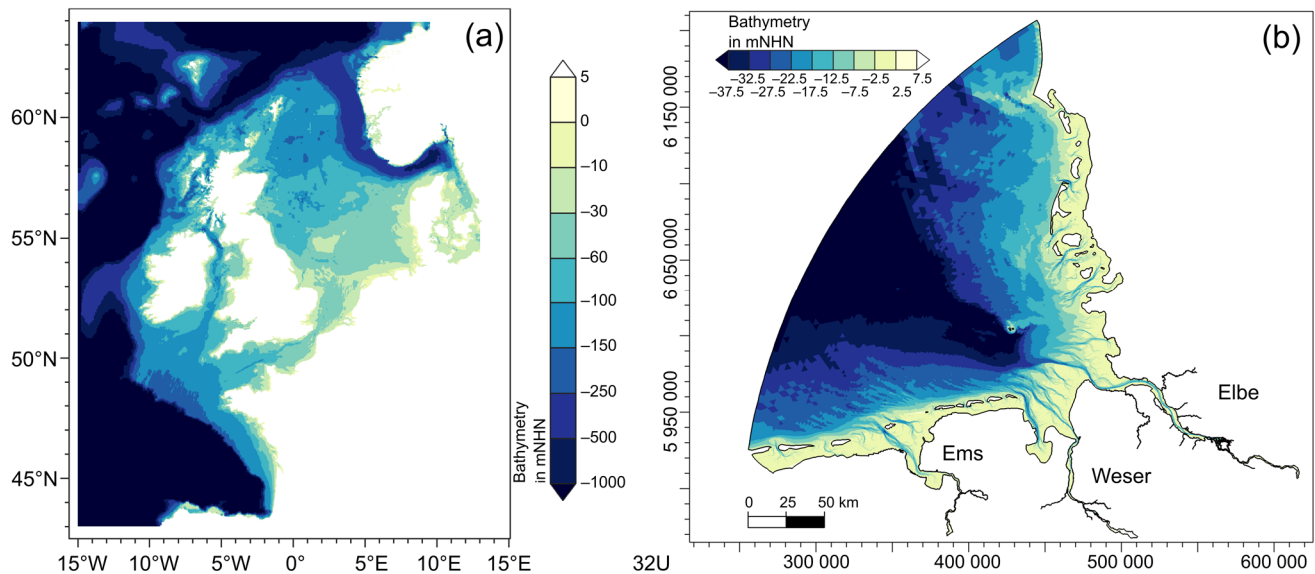 (a)
60°N
55°N
50°N
45°N
15°W
10°W
5°W
0°
5°E
10°E
15°E
5
0
–10
–30
–60
–100
–150
–250
–500
–1000
Bathymetry
in mNHN
(b)
Bathymetry
in mNHN
–32.5 –22.5 –12.5 –2.5 7.5
–37.5 –27.5 –17.5 –7.5 2.5
6 150 000
6 050 000
5 950 000
Elbe
Ems
Weser
0 25 50 km
32U
300 000
400 000
500 000
600 000